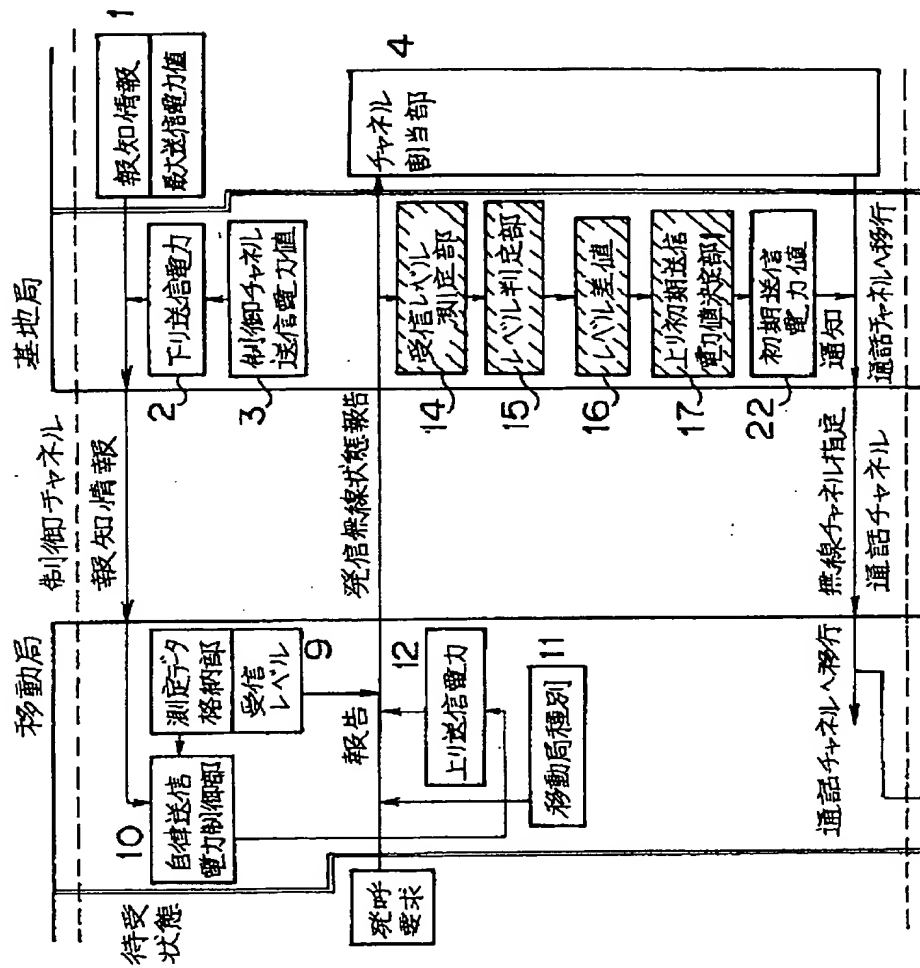 移動局
基地局
制御チャネル
報知情報
1
報知情報
最大送信電力値
下り送信電力
2
制御チャネル
送信電力値
3
待受
状態
10
自律送信
電力制御部
測定データ
格納部
受信
レベル
9
発呼
要求
報告
12
上り送信電力
11
移動局種別
発信無線状態報告
4
チャネル
割当部
受信レベル
測定部
14
レベル判定部
15
レベル差値
16
上り初期送信
電力値決定部1
17
初期送信
電力値
22
通知
通話チャネルへ移行
無線チャネル指定
通話チャネル
通話チャネルへ移行